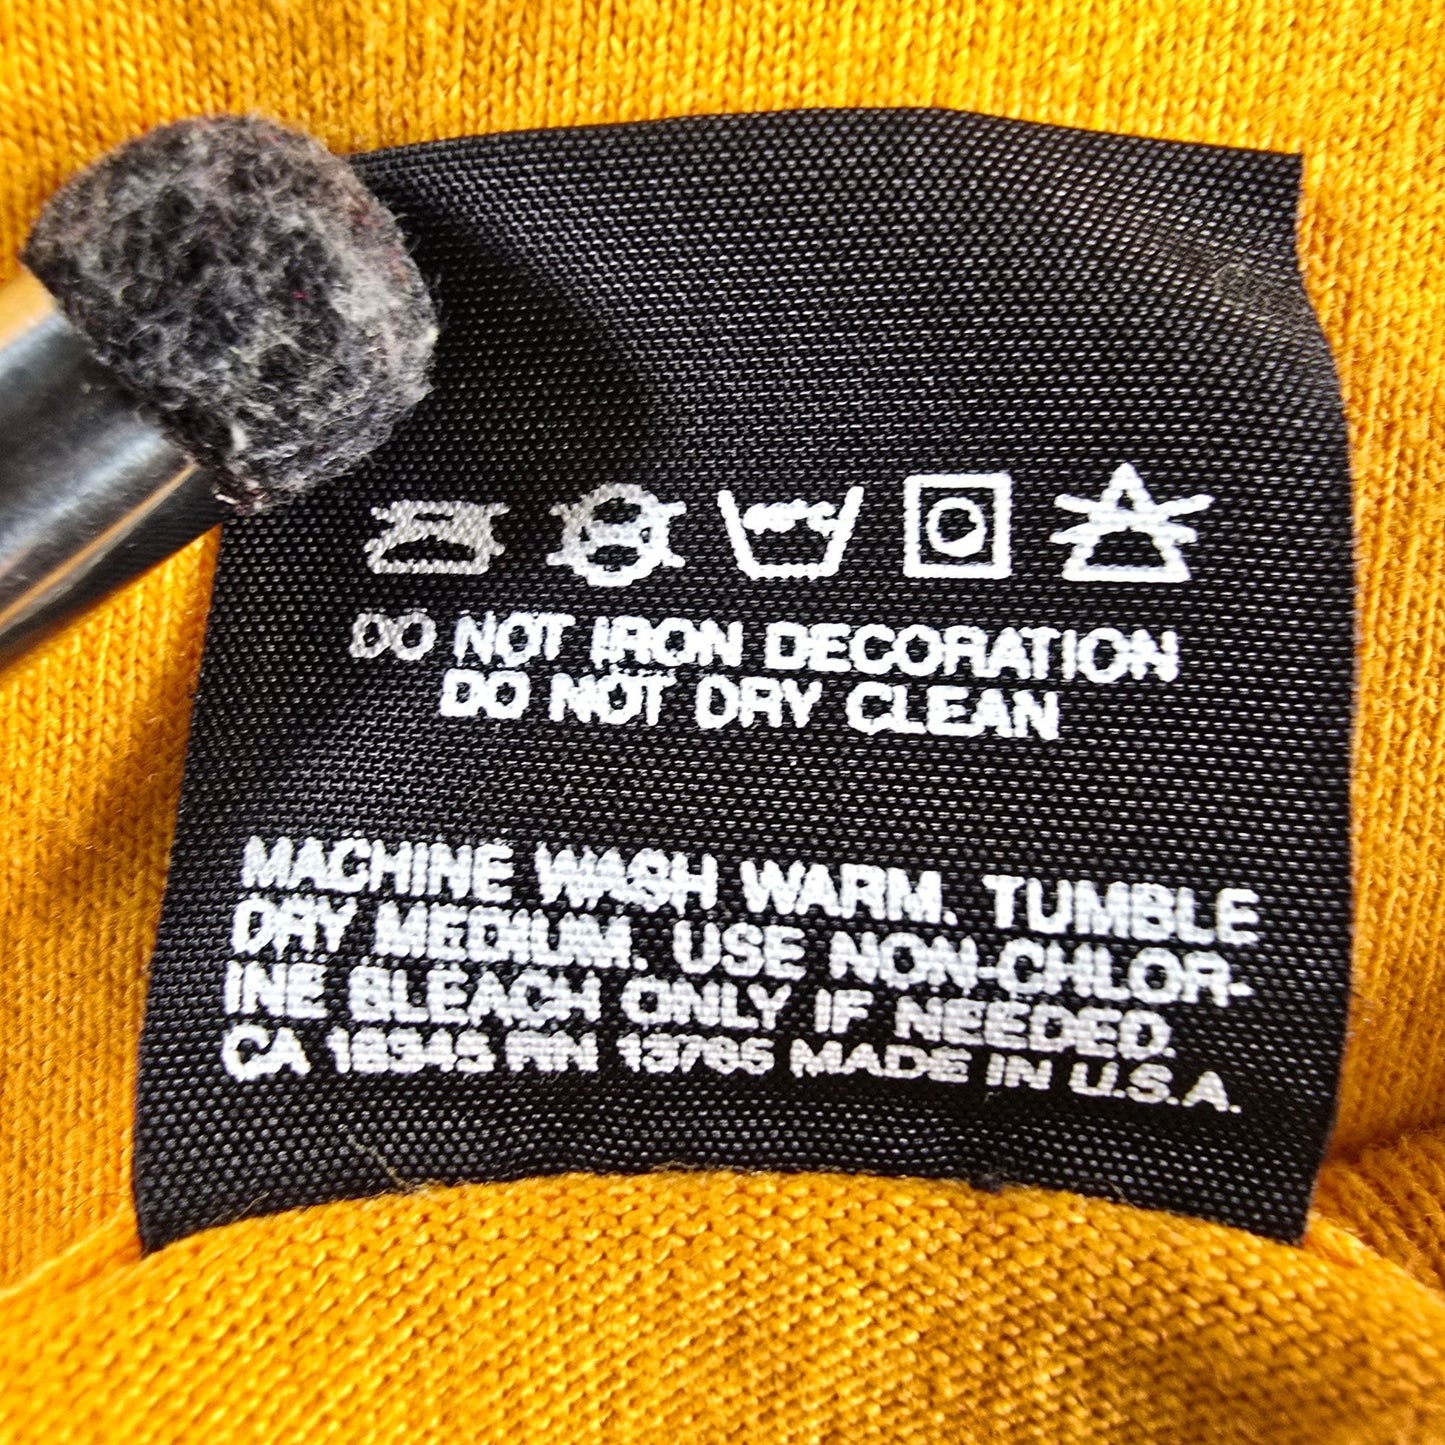 40°C
DO NOT IRON DECORATION
DO NOT DRY CLEAN
MACHINE WASH WARM. TUMBLE
DRY MEDIUM. USE NON-CHLOR-
INE BLEACH ONLY IF NEEDED.
CA 18345 RN 13765 MADE IN U.S.A.